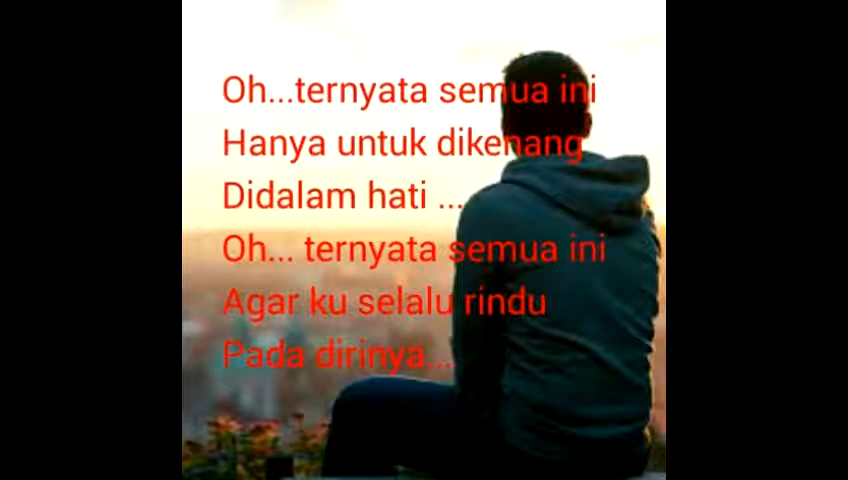 Oh...ternyata semua ini
Hanya untuk dikenang
Didalam hati ...
Oh... ternyata semua ini
Agar ku selalu rindu
Pada dirinya...